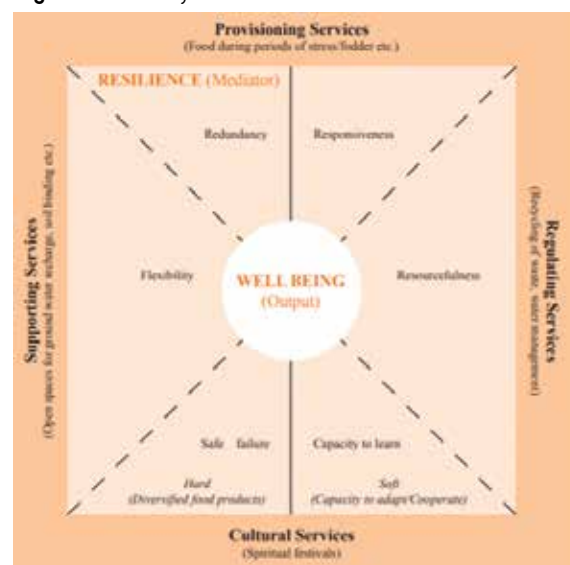 Provisioning Services
(Food during periods of stress/fodder etc.)
RESILIENCE (Mediator)
Redundancy
Responsiveness
Supporting Services
(Open spaces for ground water recharge, soil binding etc.)
Flexibility
WELL BEING
(Output)
Resourcefulness
Regulating Services
(Recycling of waste, water management)
Safe failure
Capacity to learn
Hard
(Diversified food products)
Soft
(Capacity to adapt/Cooperate)
Cultural Services
(Spiritual festivals)